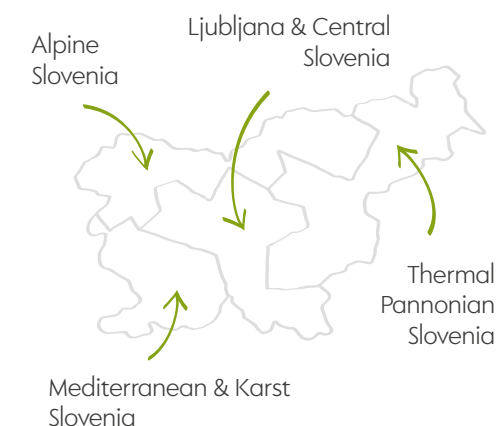 Alpine
Slovenia
Ljubljana & Central
Slovenia
Thermal
Pannonian
Slovenia
Mediterranean & Karst
Slovenia